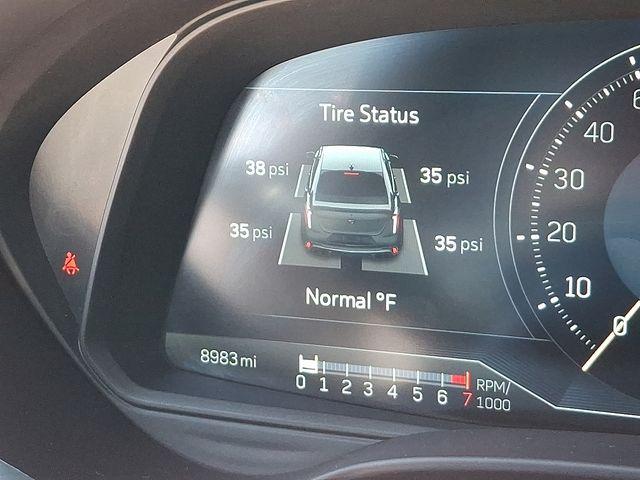 Tire Status
38 psi
35 psi
35 psi
35 psi
Normal °F
8983 mi
0 1 2 3 4 5 6 7
RPM/
1000
40
30
20
10
0